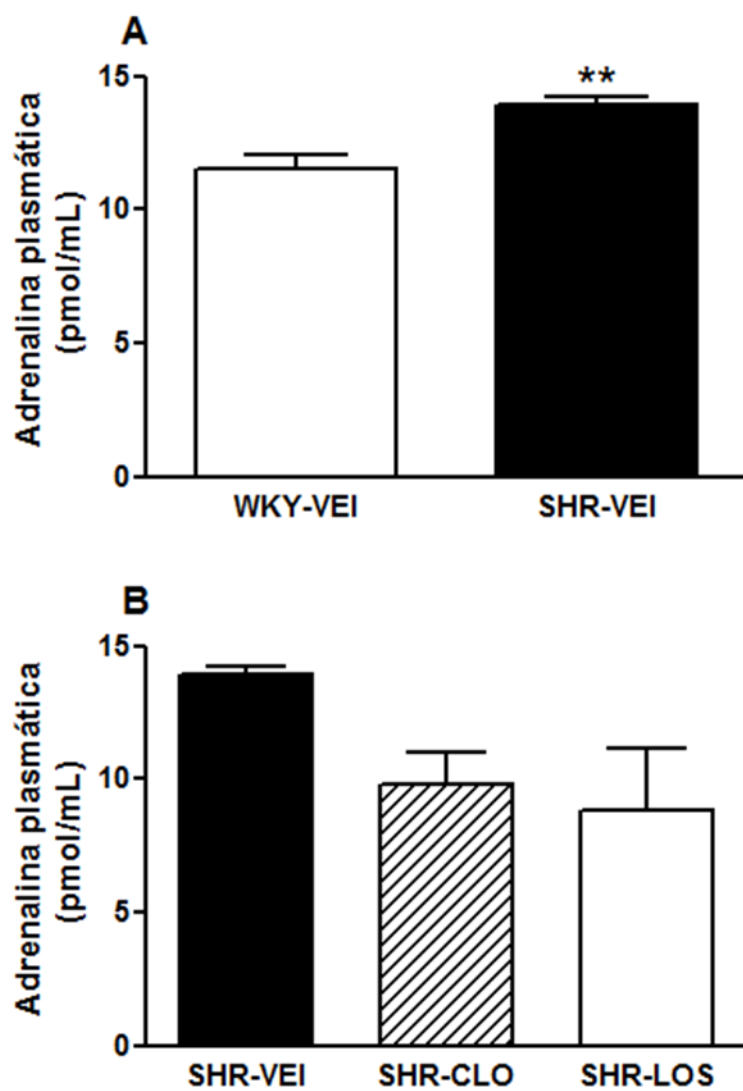 A
Adrenalina plasmática
(pmol/mL)
15
10
5
0
**
WKY-VEI SHR-VEI
B
Adrenalina plasmática
(pmol/mL)
15
10
5
0
SHR-VEI SHR-CLO SHR-LOS